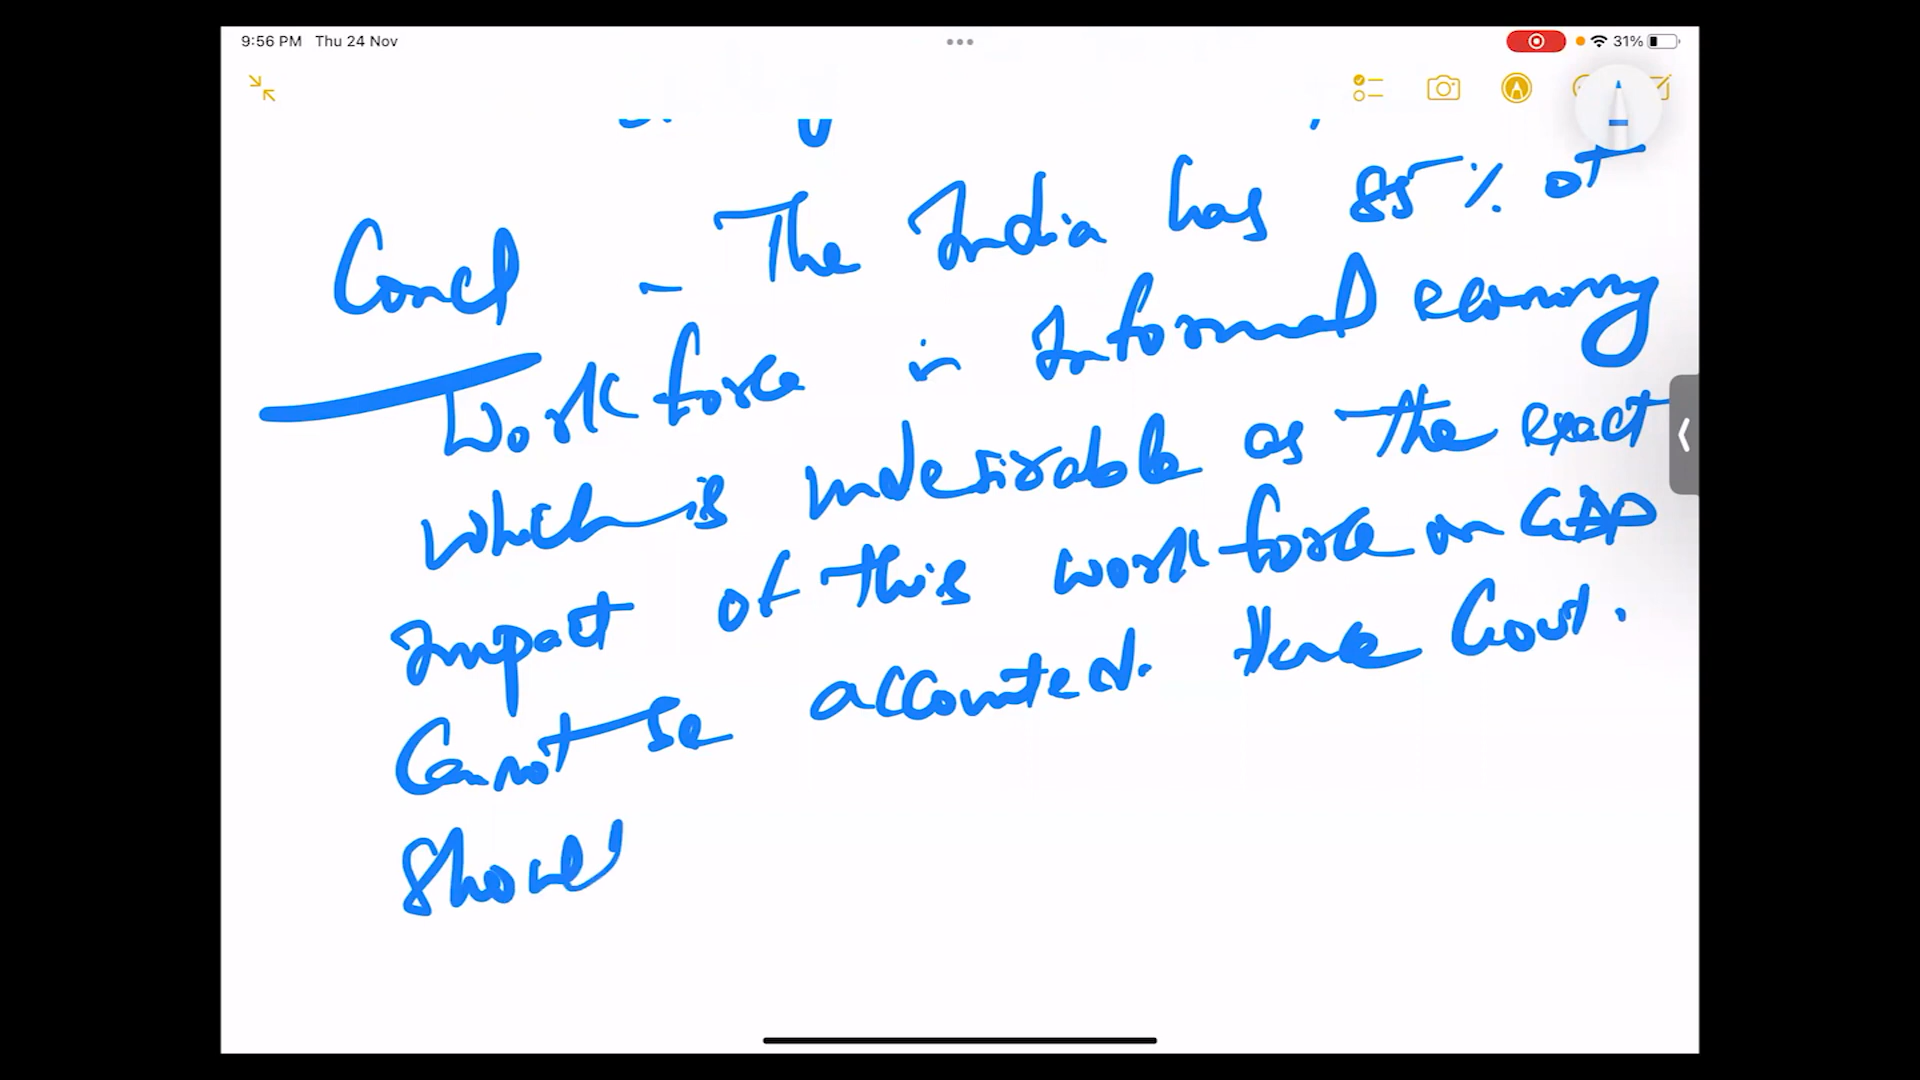 9:56 PM Thu 24 Nov
31%
Concl - The India has 85% of
Workforce in Informal economy
which is undesirable as the exact
Impact of this workforce on GDP
Cannot be accounted. Hence Govt.
Should